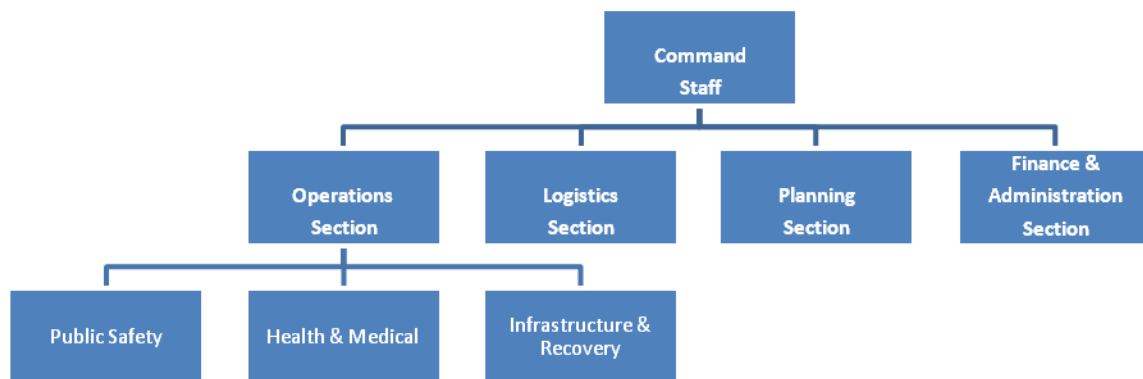 Command
Staff
Operations
Section
Logistics
Section
Planning
Section
Finance &
Administration
Section
Public Safety
Health & Medical
Infrastructure &
Recovery